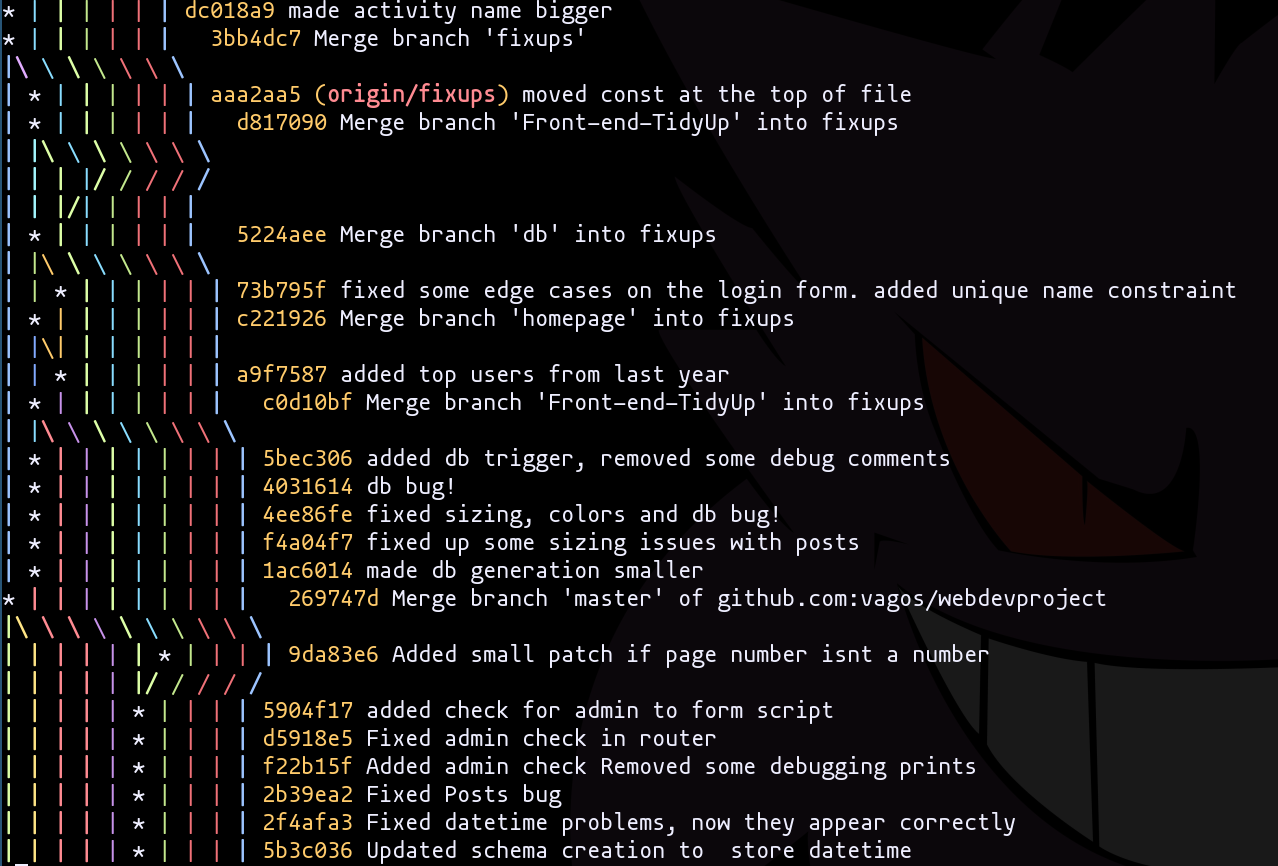 * | | | | | | dc018a9 made activity name bigger
* | | | | | |   3bb4dc7 Merge branch 'fixups'
|\ \ \ \ \ \ \
| * | | | | | | aaa2aa5 (origin/fixups) moved const at the top of file
| * | | | | | |   d817090 Merge branch 'Front-end-TidyUp' into fixups
| |\ \ \ \ \ \ \
| | | |/ / / / /
| | |/| | | | |
| * | | | | | |   5224aee Merge branch 'db' into fixups
| |\ \ \ \ \ \ \
| | * | | | | | | 73b795f fixed some edge cases on the login form. added unique name constraint
| * | | | | | | | c221926 Merge branch 'homepage' into fixups
| |\| | | | | | |
| | * | | | | | | a9f7587 added top users from last year
| * | | | | | | |   c0d10bf Merge branch 'Front-end-TidyUp' into fixups
| |\ \ \ \ \ \ \ \
| * | | | | | | | | 5bec306 added db trigger, removed some debug comments
| * | | | | | | | | 4031614 db bug!
| * | | | | | | | | 4ee86fe fixed sizing, colors and db bug!
| * | | | | | | | | f4a04f7 fixed up some sizing issues with posts
| * | | | | | | | | 1ac6014 made db generation smaller
* | | | | | | | | |   269747d Merge branch 'master' of github.com:vagos/webdevproject
|\ \ \ \ \ \ \ \ \ \
| | | | | | * | | | | 9da83e6 Added small patch if page number isnt a number
| | | | | |/ / / / /
| | | | | * | | | | 5904f17 added check for admin to form script
| | | | | * | | | | d5918e5 Fixed admin check in router
| | | | | * | | | | f22b15f Added admin check Removed some debugging prints
| | | | | * | | | | 2b39ea2 Fixed Posts bug
| | | | | * | | | | 2f4afa3 Fixed datetime problems, now they appear correctly
| | | | | * | | | | 5b3c036 Updated schema creation to  store datetime